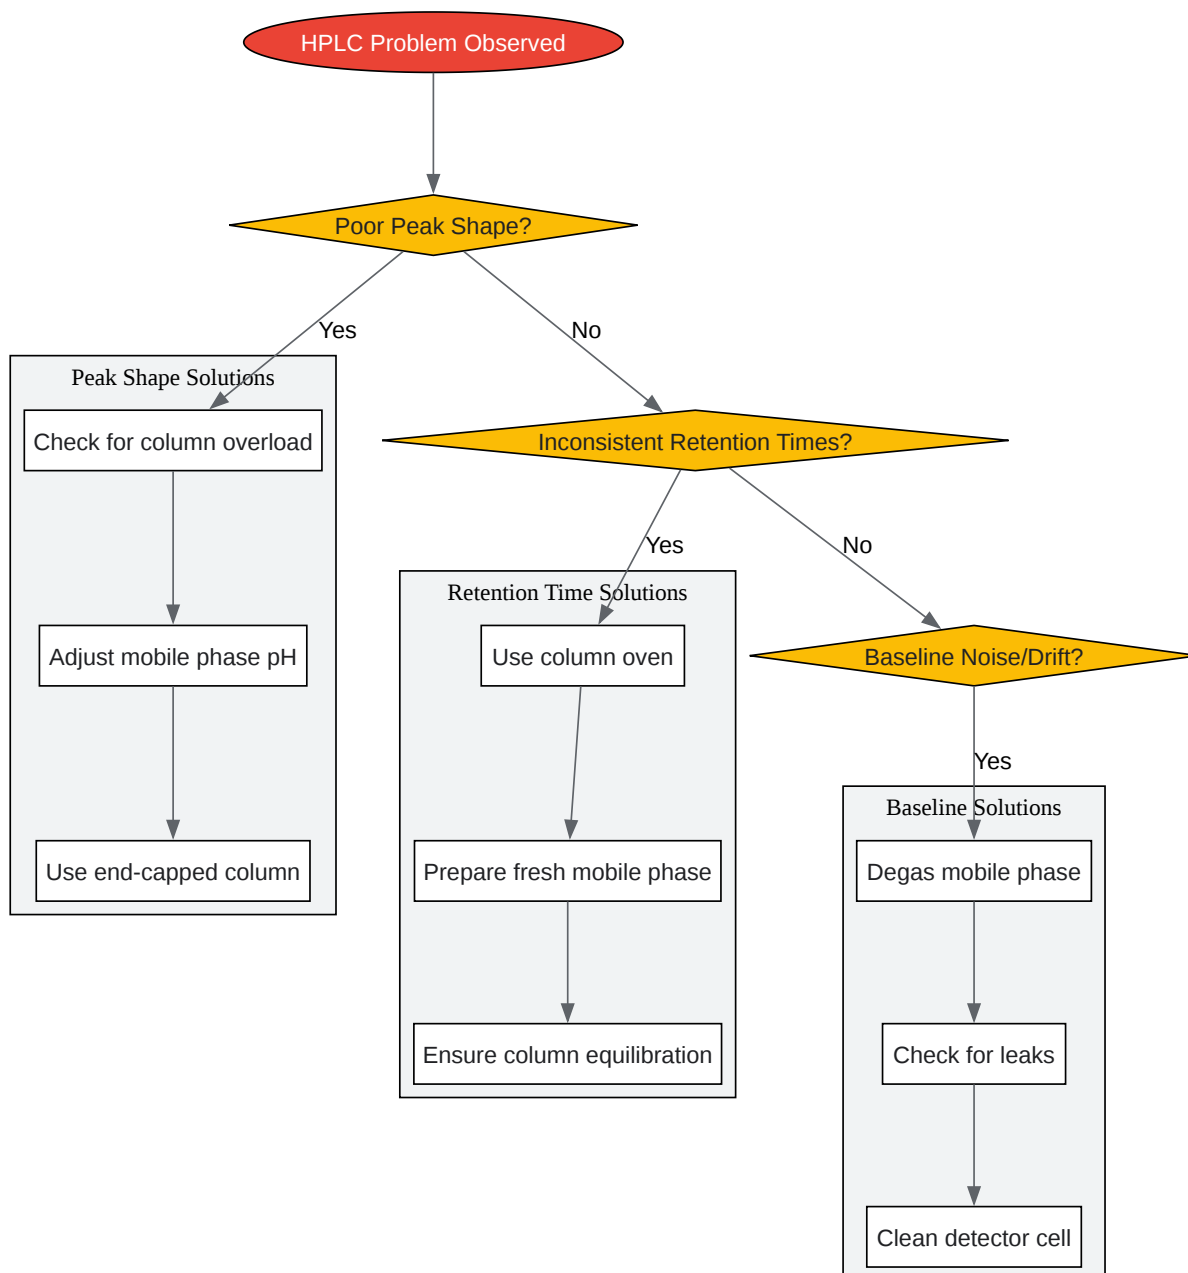 HPLC Problem Observed
Poor Peak Shape?
Yes
No
Peak Shape Solutions
Check for column overload
Adjust mobile phase pH
Use end-capped column
Inconsistent Retention Times?
Yes
No
Retention Time Solutions
Use column oven
Prepare fresh mobile phase
Ensure column equilibration
Baseline Noise/Drift?
Yes
Baseline Solutions
Degas mobile phase
Check for leaks
Clean detector cell